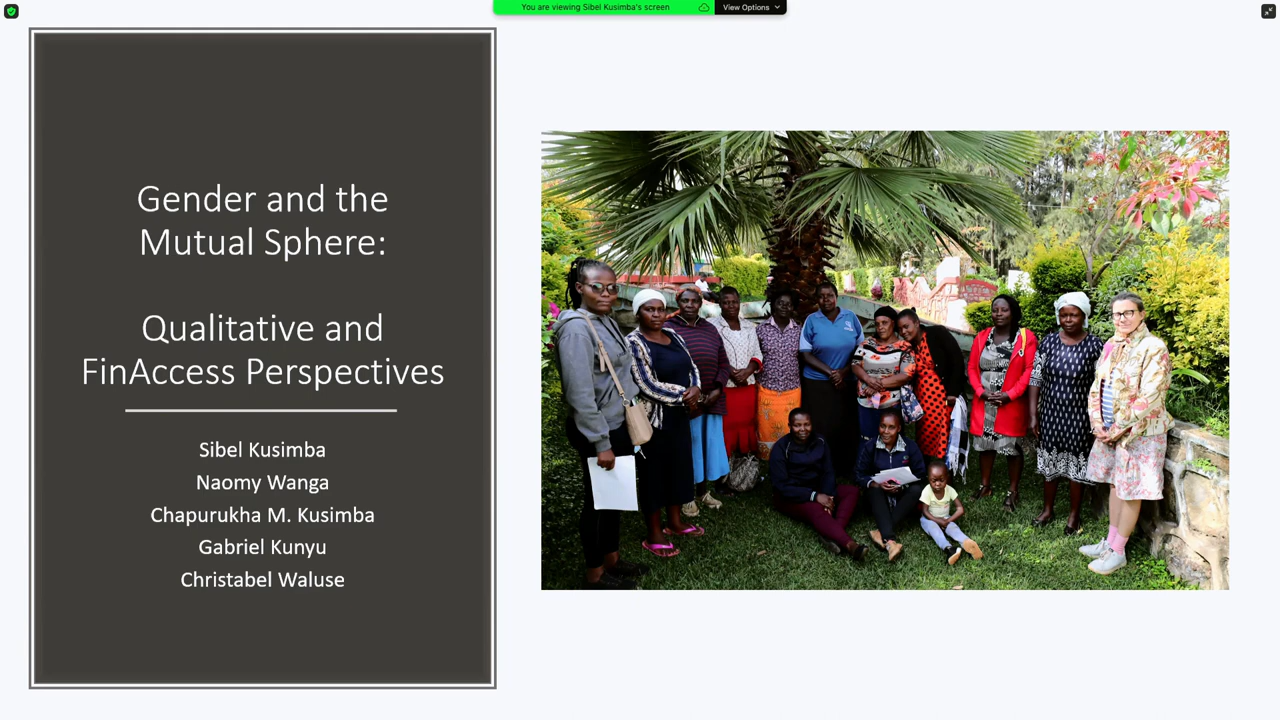 You are viewing Sibel Kusimba's screen
View Options
Gender and the
Mutual Sphere:
Qualitative and
FinAccess Perspectives
Sibel Kusimba
Naomy Wanga
Chapurukha M. Kusimba
Gabriel Kunyu
Christabel Waluse